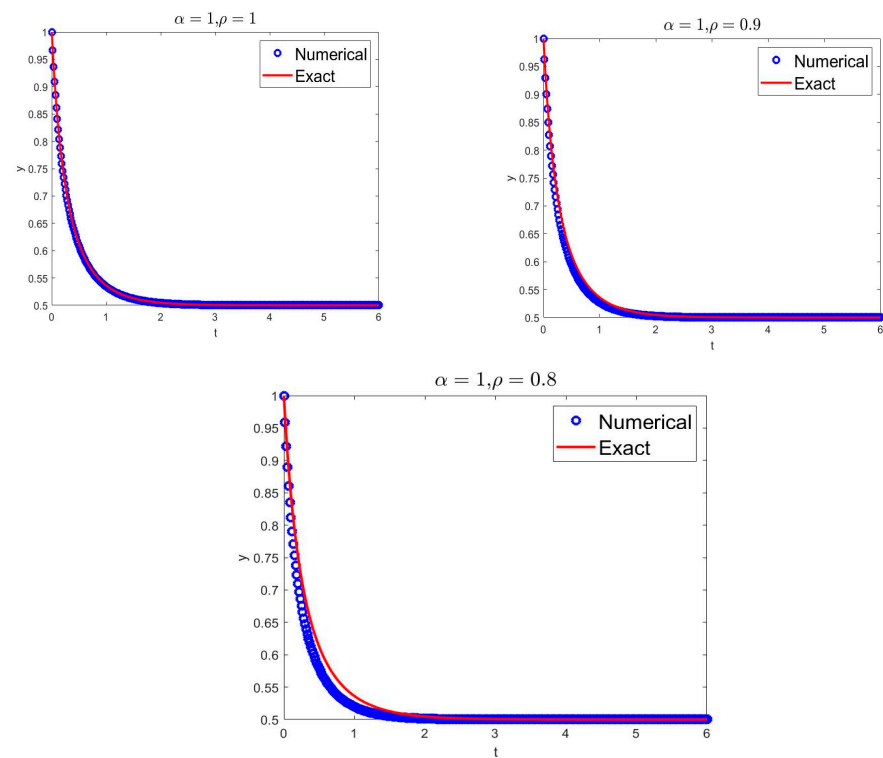 α = 1,ρ = 1
1
0.95
0.9
0.85
0.8
0.75
0.7
0.65
0.6
0.55
0.5
y
Numerical
Exact
0 1 2 3 4 5 6
t
α = 1,ρ = 0.9
1
0.95
0.9
0.85
0.8
0.75
0.7
0.65
0.6
0.55
0.5
y
Numerical
Exact
0 1 2 3 4 5 6
t
α = 1,ρ = 0.8
1
0.95
0.9
0.85
0.8
0.75
0.7
0.65
0.6
0.55
0.5
y
Numerical
Exact
0 1 2 3 4 5 6
t